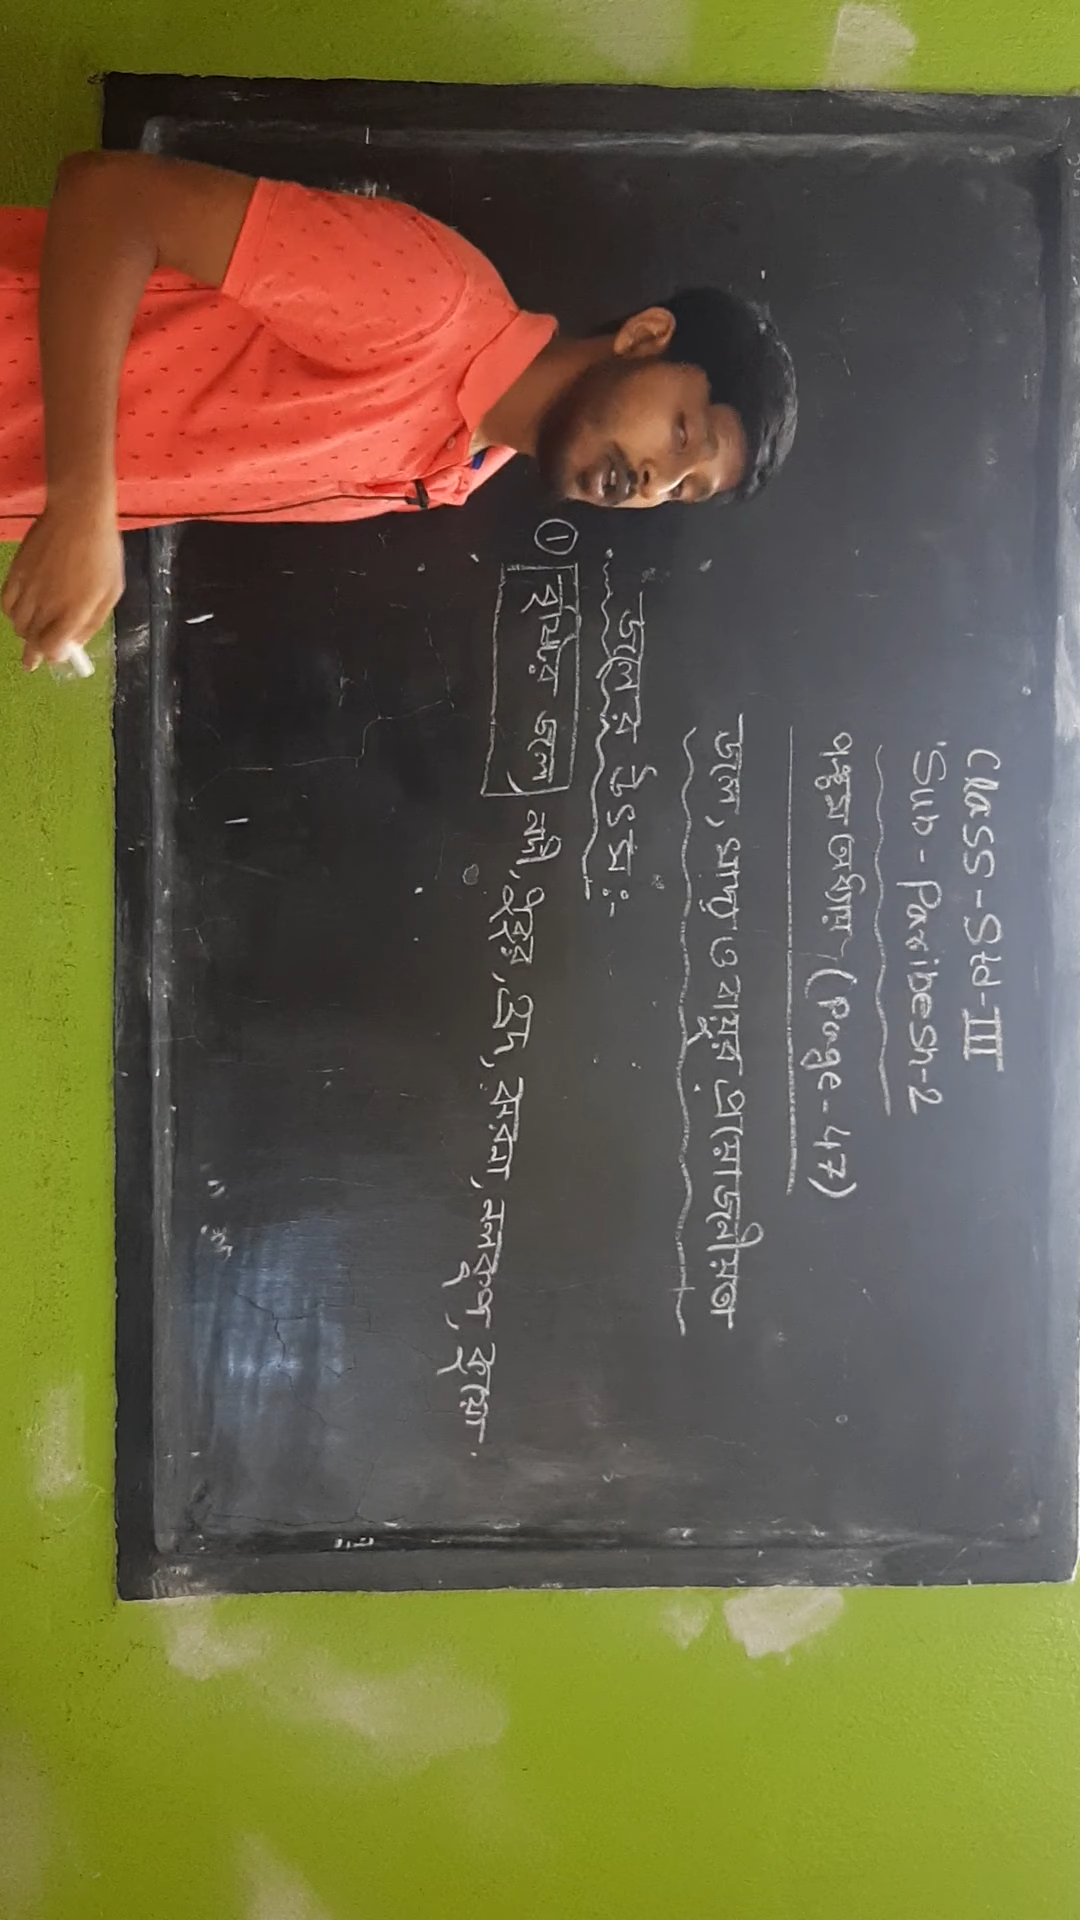 Class - Std - III
Sub - Paribesh-2
পঞ্চম অধ্যায় (Page - 47)
জল, খাদ্য ও বায়ুর প্রয়োজনীয়তা
জলের উৎস :-
① বৃষ্টির জল, নদী, পুকুর, হ্রদ, ঝরনা, নলকূপ, কুয়ো.